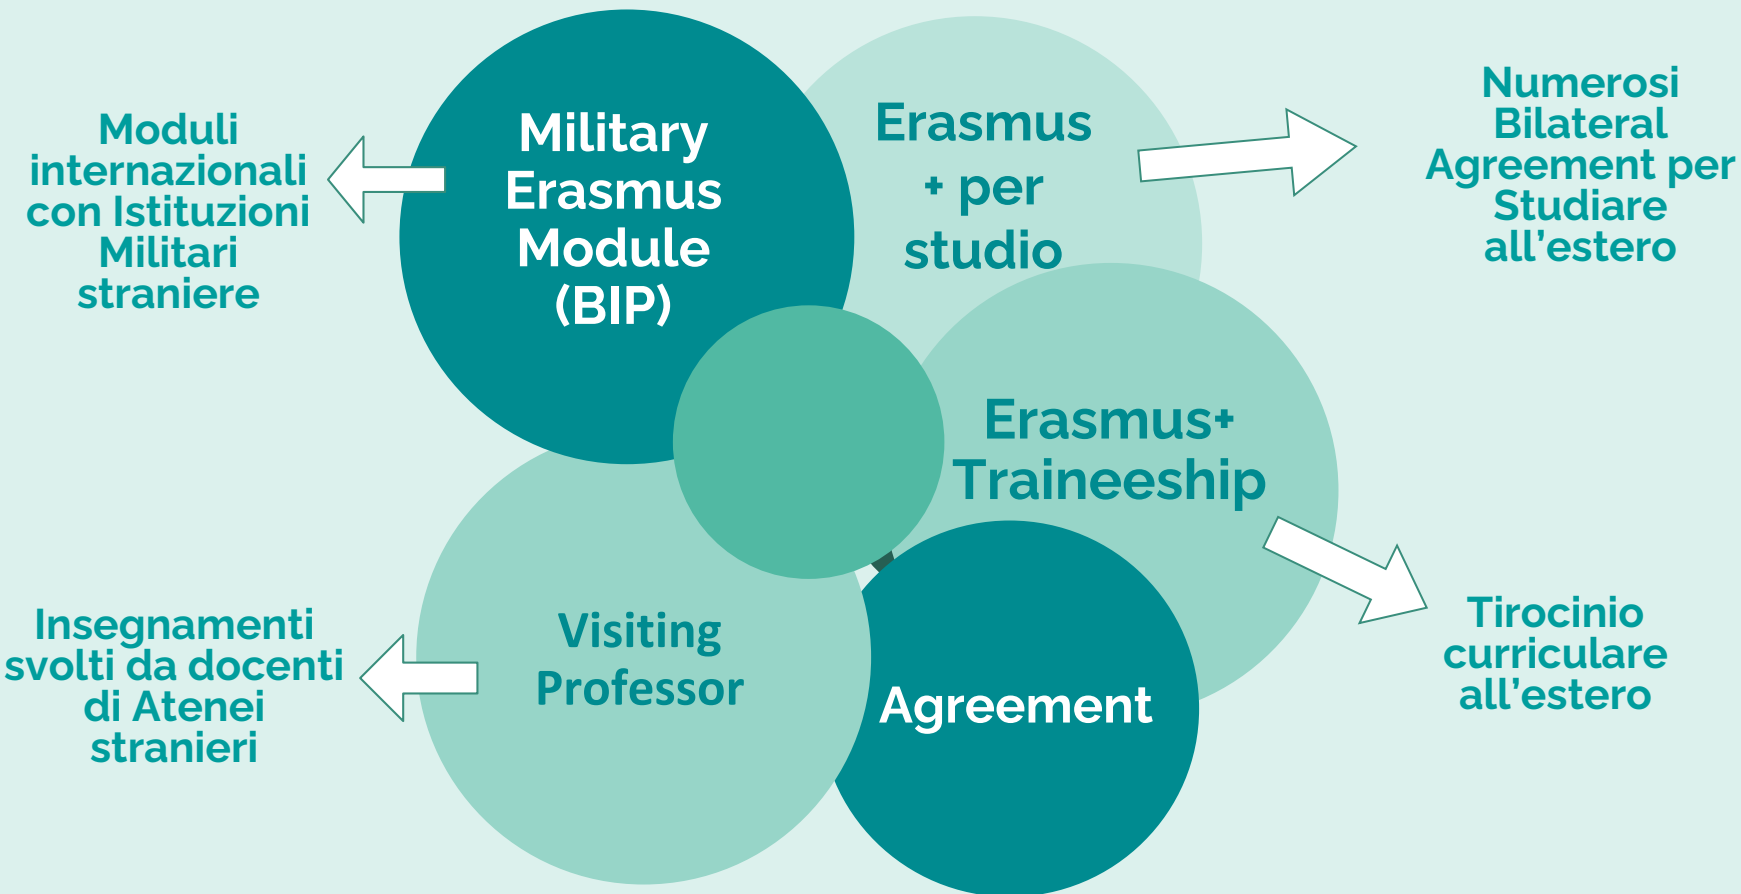 Moduli
internazionali
con Istituzioni
Militari
straniere
Military
Erasmus
Module
(BIP)
Erasmus
+ per
studio
Numerosi
Bilateral
Agreement per
Studiare
all’estero
Erasmus+
Traineeship
Insegnamenti
svolti da docenti
di Atenei
stranieri
Visiting
Professor
Agreement
Tirocinio
curriculare
all’estero